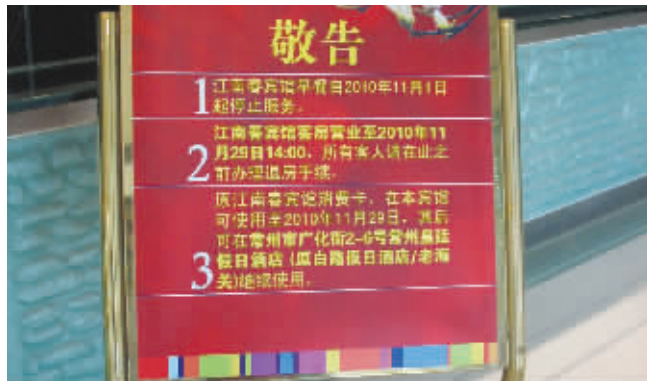 敬告
1 江南春宾馆早餐自2010年11月1日
起停止服务。
江南春宾馆客房营业至2010年11
2 月29日14:00，所有客人请在此之
前办理退房手续。
原江南春宾馆消费卡，在本宾馆
可使用至2010年11月29日，其后
可在常州市广化街2-6号常州
3 假日酒店（原白鹭假日酒店/老海
关)继续使用。